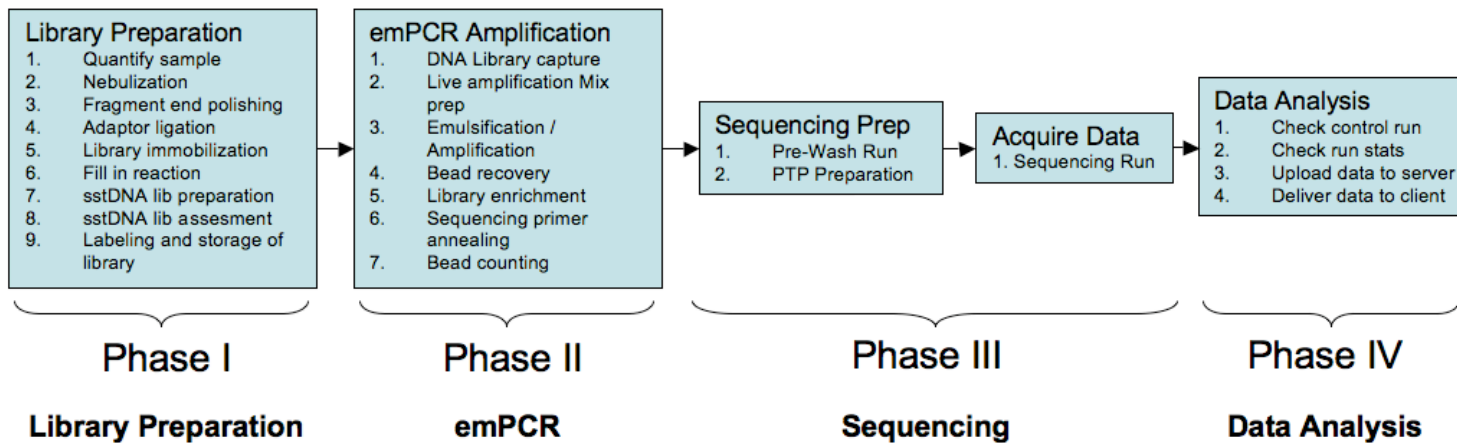 Library Preparation
1. Quantify sample
2. Nebulization
3. Fragment end polishing
4. Adaptor ligation
5. Library immobilization
6. Fill in reaction
7. sstDNA lib preparation
8. sstDNA lib assesment
9. Labeling and storage of
library
emPCR Amplification
1. DNA Library capture
2. Live amplification Mix
prep
3. Emulsification /
Amplification
4. Bead recovery
5. Library enrichment
6. Sequencing primer
annealing
7. Bead counting
Sequencing Prep
1. Pre-Wash Run
2. PTP Preparation
Acquire Data
1. Sequencing Run
Data Analysis
1. Check control run
2. Check run stats
3. Upload data to server
4. Deliver data to client
Phase I
Phase II
Phase III
Phase IV
Library Preparation
emPCR
Sequencing
Data Analysis